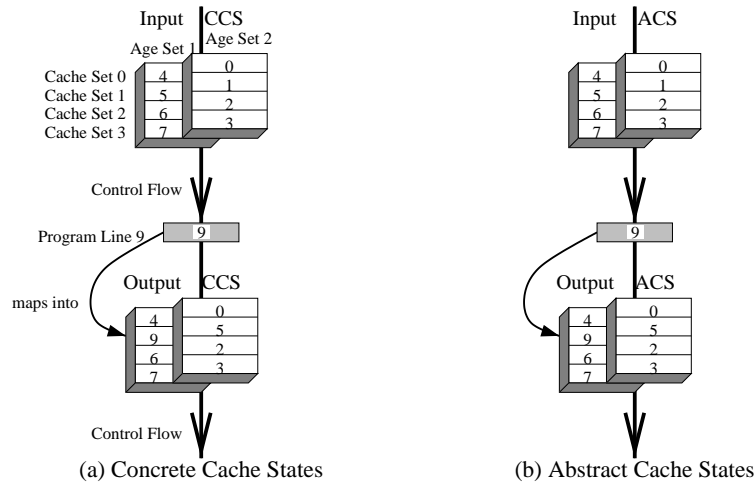 Input CCS
Age Set 1 Age Set 2
Cache Set 0 4 0
Cache Set 1 5 1
Cache Set 2 6 2
Cache Set 3 7 3
Control Flow
Program Line 9 9
Output CCS
maps into
4 0
9 5
6 2
7 3
Control Flow
(a) Concrete Cache States
Input ACS
4 0
5 1
6 2
7 3
9
Output ACS
4 0
9 5
6 2
7 3
(b) Abstract Cache States